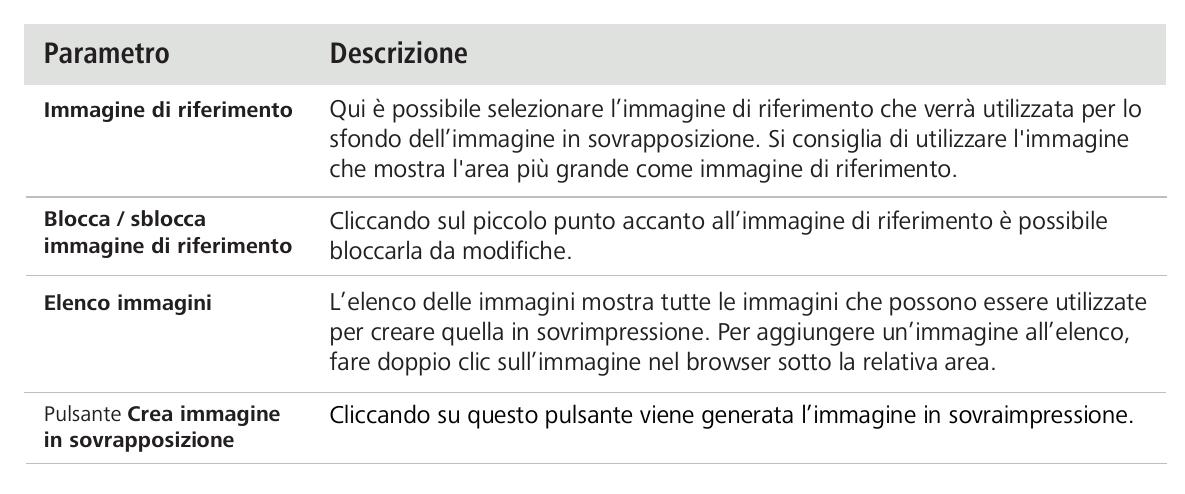 Parametro Descrizione
Immagine di riferimento Qui è possibile selezionare l’immagine di riferimento che verrà utilizzata per lo
sfondo dell’immagine in sovrapposizione. Si consiglia di utilizzare l'immagine
che mostra l'area più grande come immagine di riferimento.
Blocca / sblocca
immagine di riferimento
Cliccando sul piccolo punto accanto all’immagine di riferimento è possibile
bloccarla da modifiche.
Elenco immagini L’elenco delle immagini mostra tutte le immagini che possono essere utilizzate
per creare quella in sovrimpressione. Per aggiungere un’immagine all’elenco,
fare doppio clic sull’immagine nel browser sotto la relativa area.
Pulsante Crea immagine
in sovrapposizione
Cliccando su questo pulsante viene generata l’immagine in sovraimpressione.